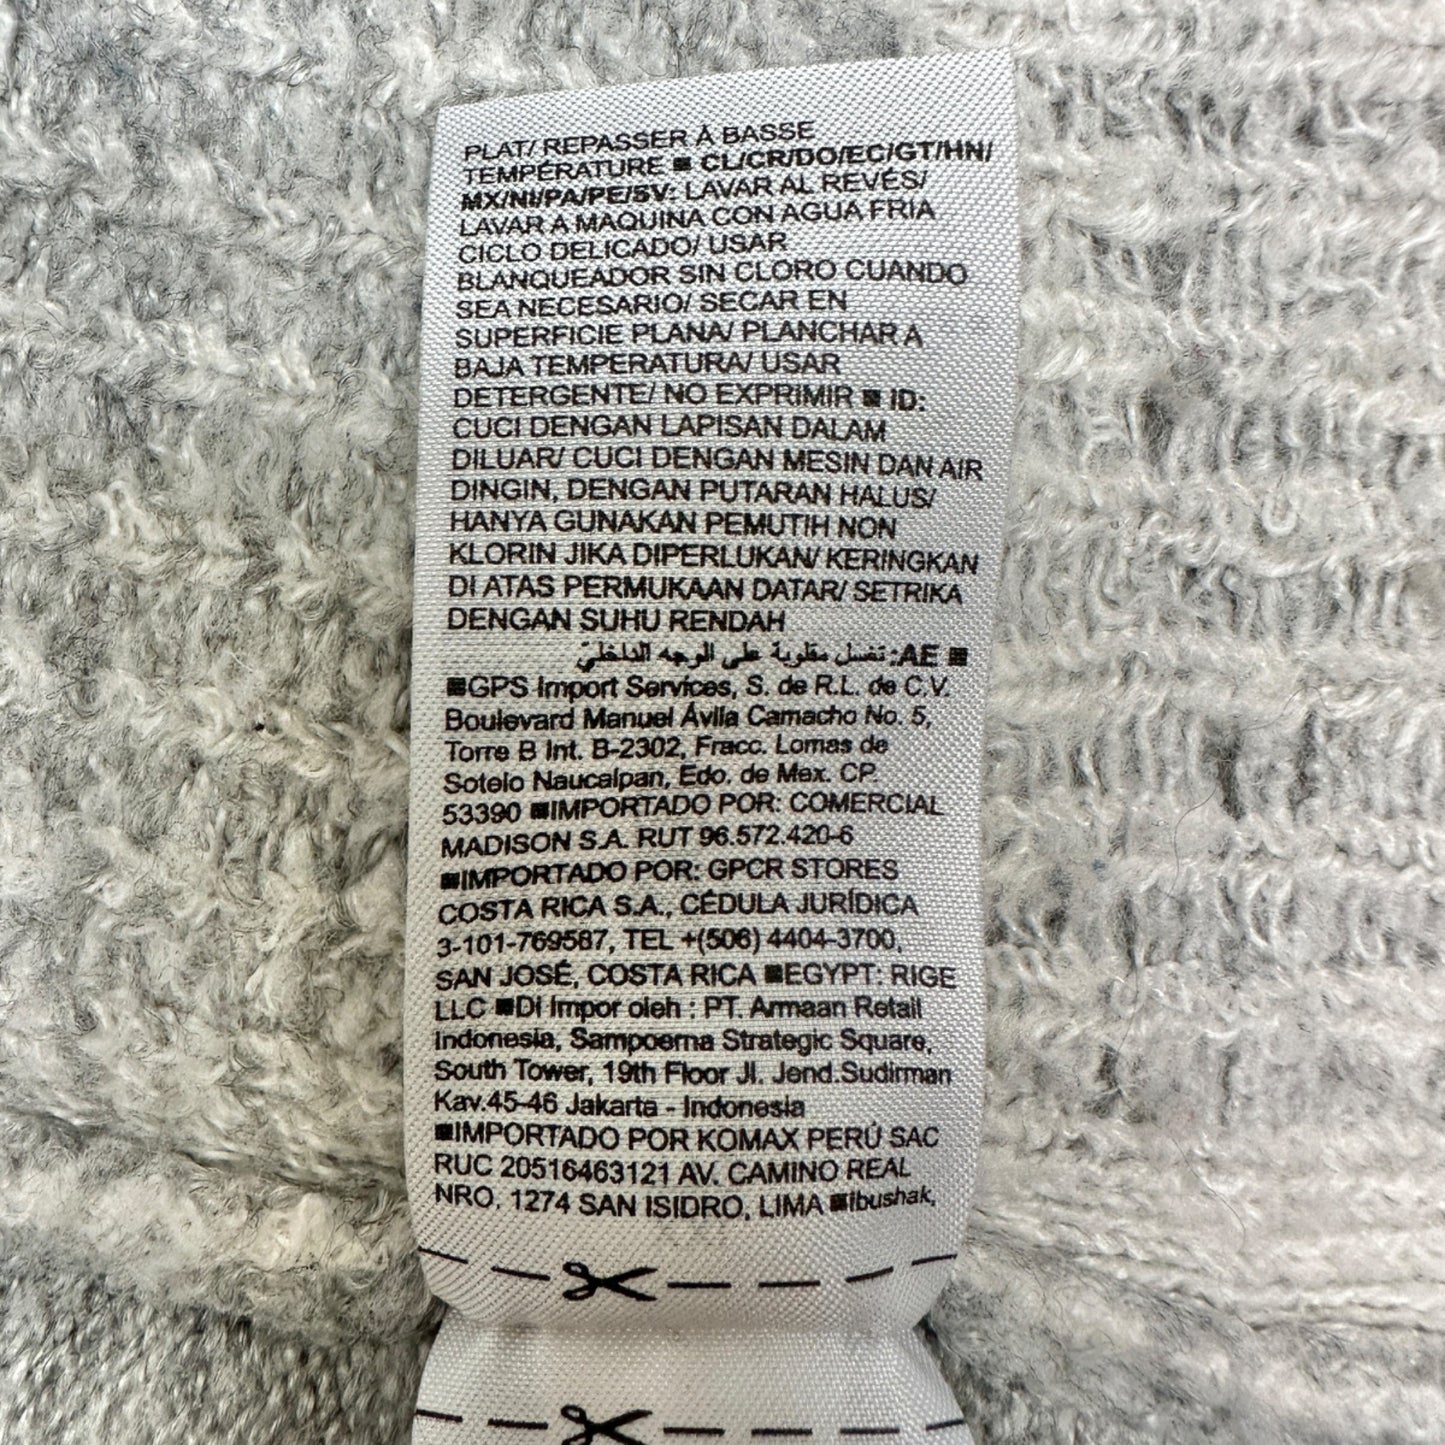 PLAT/ REPASSER À BASSE
TEMPÉRATURE ■ CL/CR/DO/EC/GT/HN/
MX/NI/PA/PE/SV: LAVAR AL REVÉS/
LAVAR A MAQUINA CON AGUA FRIA
CICLO DELICADO/ USAR
BLANQUEADOR SIN CLORO CUANDO
SEA NECESARIO/ SECAR EN
SUPERFICIE PLANA/ PLANCHAR A
BAJA TEMPERATURA/ USAR
DETERGENTE/ NO EXPRIMIR ■ ID:
CUCI DENGAN LAPISAN DALAM
DILUAR/ CUCI DENGAN MESIN DAN AIR
DINGIN, DENGAN PUTARAN HALUS/
HANYA GUNAKAN PEMUTIH NON
KLORIN JIKA DIPERLUKAN/ KERINGKAN
DI ATAS PERMUKAAN DATAR/ SETRIKA
DENGAN SUHU RENDAH
■ AE: تغسل مقلوبة على الوجه الداخليّ
■GPS Import Services, S. de R.L. de C.V.
Boulevard Manuel Ávila Camacho No. 5,
Torre B Int. B-2302, Fracc. Lomas de
Sotelo Naucalpan, Edo. de Mex. CP.
53390 ■IMPORTADO POR: COMERCIAL
MADISON S.A. RUT 96.572.420-6
■IMPORTADO POR: GPCR STORES
COSTA RICA S.A., CÉDULA JURÍDICA
3-101-769587, TEL +(506) 4404-3700,
SAN JOSÉ, COSTA RICA ■EGYPT: RIGE
LLC ■Di Impor oleh : PT. Armaan Retail
Indonesia, Sampoerna Strategic Square,
South Tower, 19th Floor Jl. Jend.Sudirman
Kav.45-46 Jakarta - Indonesia
■IMPORTADO POR KOMAX PERÚ SAC
RUC 20516463121 AV. CAMINO REAL
NRO. 1274 SAN ISIDRO, LIMA ■Ibushak,